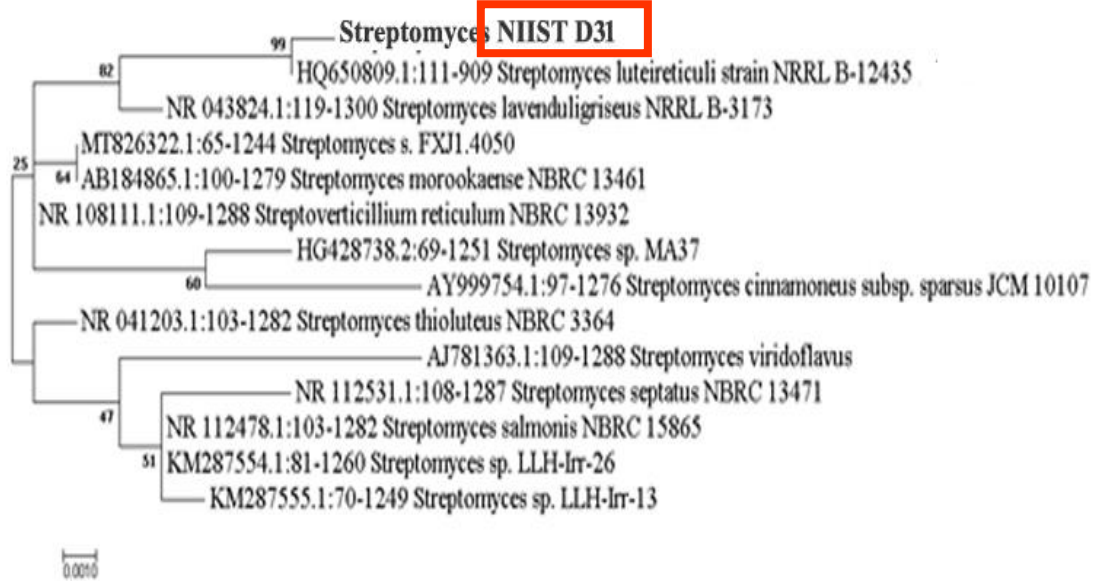 99 Streptomyces NIIST D31
82 HQ650809.1:111-909 Streptomyces luteireticuli strain NRRL B-12435
NR 043824.1:119-1300 Streptomyces lavenduligriseus NRRL B-3173
MT826322.1:65-1244 Streptomyces s. FXJ1.4050
25
64 AB184865.1:100-1279 Streptomyces morookaense NBRC 13461
NR 108111.1:109-1288 Streptoverticillium reticulum NBRC 13932
HG428738.2:69-1251 Streptomyces sp. MA37
60 AY999754.1:97-1276 Streptomyces cinnamoneus subsp. sparsus JCM 10107
NR 041203.1:103-1282 Streptomyces thioluteus NBRC 3364
AJ781363.1:109-1288 Streptomyces viridoflavus
NR 112531.1:108-1287 Streptomyces septatus NBRC 13471
47
NR 112478.1:103-1282 Streptomyces salmonis NBRC 15865
51 KM287554.1:81-1260 Streptomyces sp. LLH-Irr-26
KM287555.1:70-1249 Streptomyces sp. LLH-Irr-13
0.0010